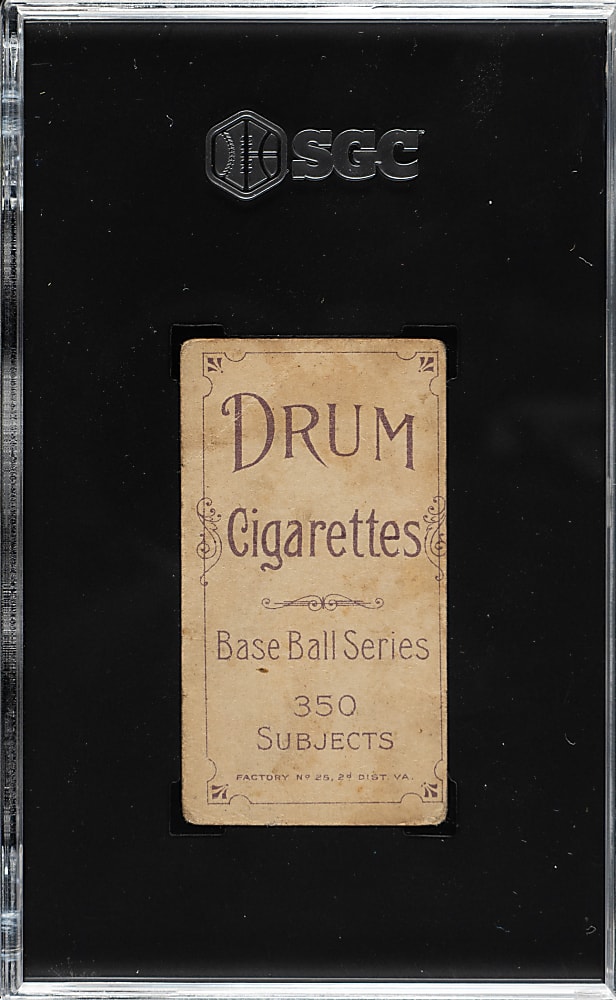 SGC
DRUM
Cigarettes
Base Ball Series
350
SUBJECTS
FACTORY Nº 25, 2d DIST. VA.